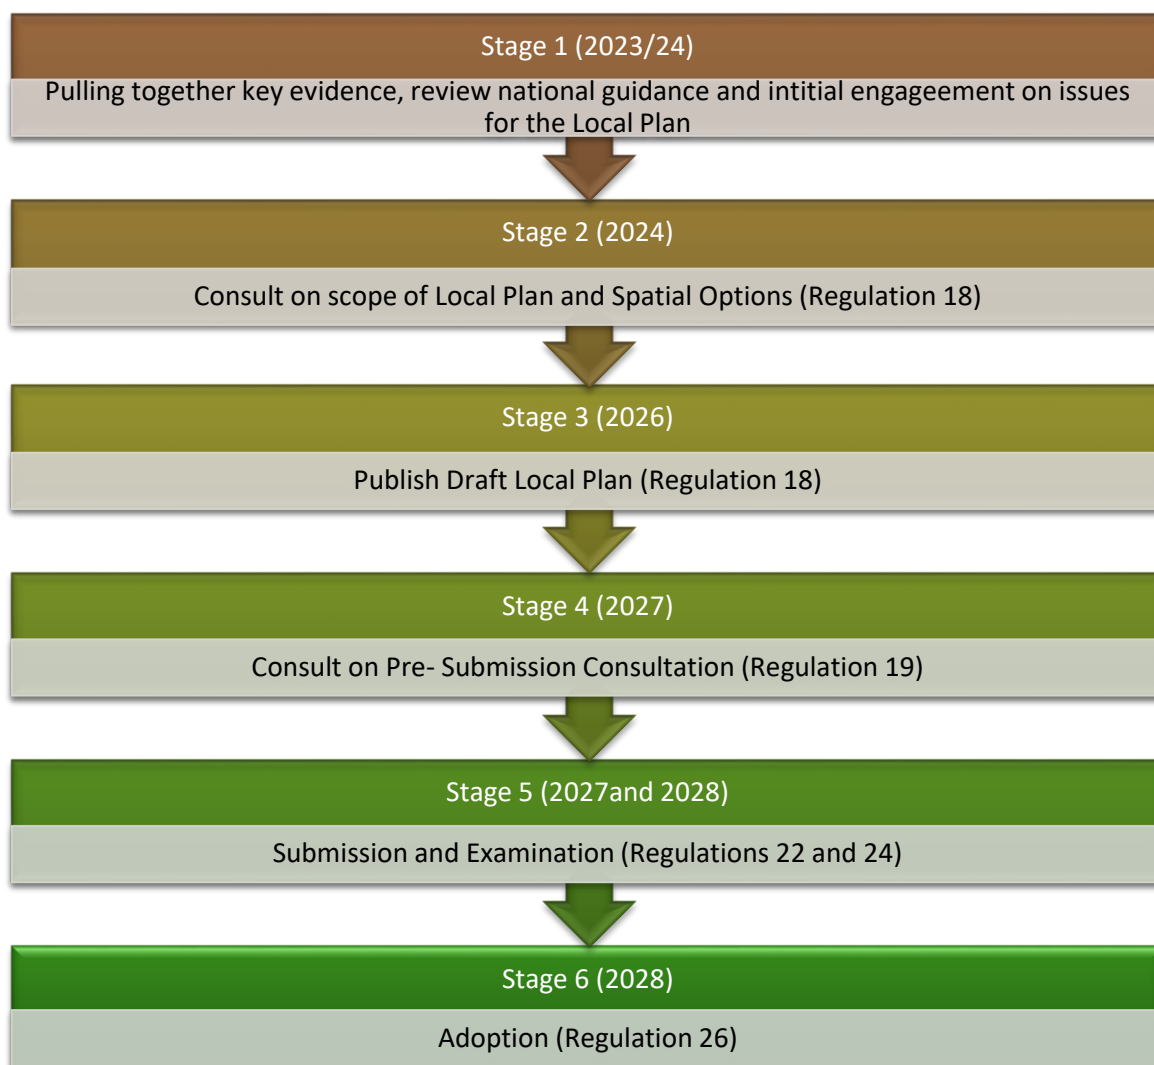 Stage 1 (2023/24)
Pulling together key evidence, review national guidance and intitial engageement on issues
for the Local Plan
Stage 2 (2024)
Consult on scope of Local Plan and Spatial Options (Regulation 18)
Stage 3 (2026)
Publish Draft Local Plan (Regulation 18)
Stage 4 (2027)
Consult on Pre- Submission Consultation (Regulation 19)
Stage 5 (2027and 2028)
Submission and Examination (Regulations 22 and 24)
Stage 6 (2028)
Adoption (Regulation 26)